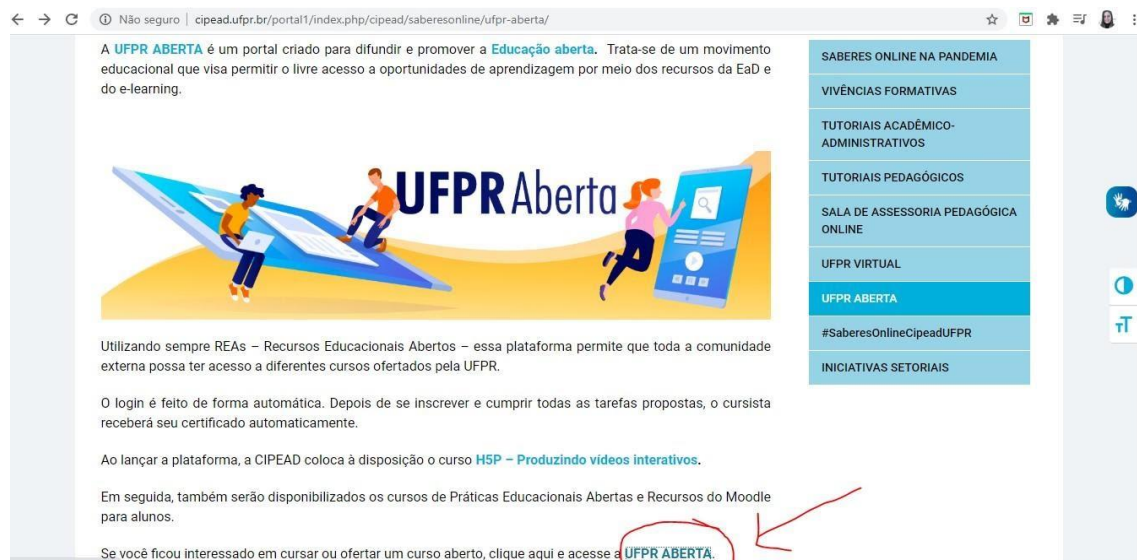 Não seguro | cipead.ufpr.br/portal1/index.php/cipead/saberesonline/ufpr-aberta/
A UFPR ABERTA é um portal criado para difundir e promover a Educação aberta. Trata-se de um movimento
educacional que visa permitir o livre acesso a oportunidades de aprendizagem por meio dos recursos da EaD e
do e-learning.
UFPR Aberta
Utilizando sempre REAs – Recursos Educacionais Abertos – essa plataforma permite que toda a comunidade
externa possa ter acesso a diferentes cursos ofertados pela UFPR.
O login é feito de forma automática. Depois de se inscrever e cumprir todas as tarefas propostas, o cursista
receberá seu certificado automaticamente.
Ao lançar a plataforma, a CIPEAD coloca à disposição o curso H5P – Produzindo vídeos interativos.
Em seguida, também serão disponibilizados os cursos de Práticas Educacionais Abertas e Recursos do Moodle
para alunos.
Se você ficou interessado em cursar ou ofertar um curso aberto, clique aqui e acesse a UFPR ABERTA.
SABERES ONLINE NA PANDEMIA
VIVÊNCIAS FORMATIVAS
TUTORIAIS ACADÊMICO-
ADMINISTRATIVOS
TUTORIAIS PEDAGÓGICOS
SALA DE ASSESSORIA PEDAGÓGICA
ONLINE
UFPR VIRTUAL
UFPR ABERTA
#SaberesOnlineCipeadUFPR
INICIATIVAS SETORIAIS
TT